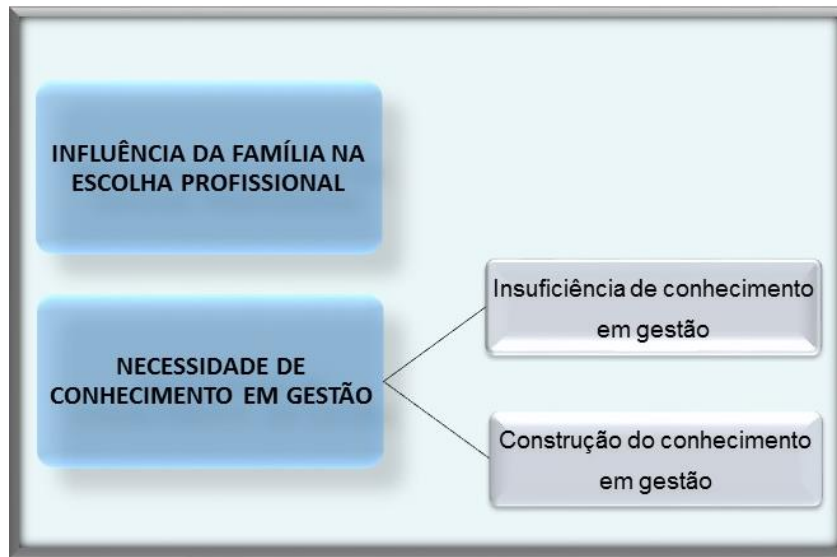 INFLUÊNCIA DA FAMÍLIA NA
ESCOLHA PROFISSIONAL
NECESSIDADE DE
CONHECIMENTO EM GESTÃO
Insuficiência de conhecimento
em gestão
Construção do conhecimento
em gestão